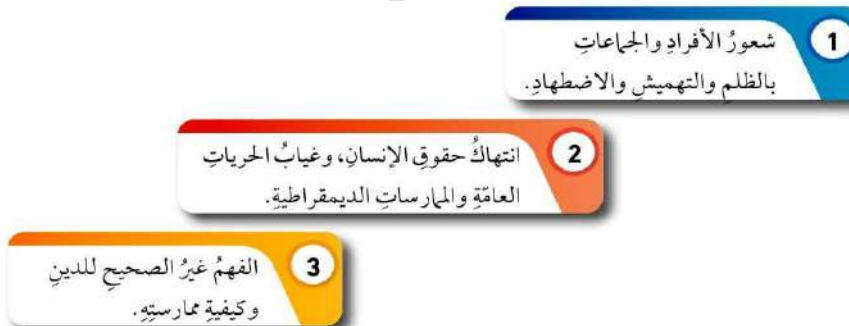 1
شعورُ الأفرادِ والجماعاتِ
بالظلمِ والتهميشِ والاضطهادِ.
2
انتهاكُ حقوقِ الإنسانِ، وغيابُ الحرياتِ
العامّةِ والممارساتِ الديمقراطيةِ.
3
الفهمُ غيرُ الصحيحِ للدينِ
وكيفيةِ ممارستِهِ.